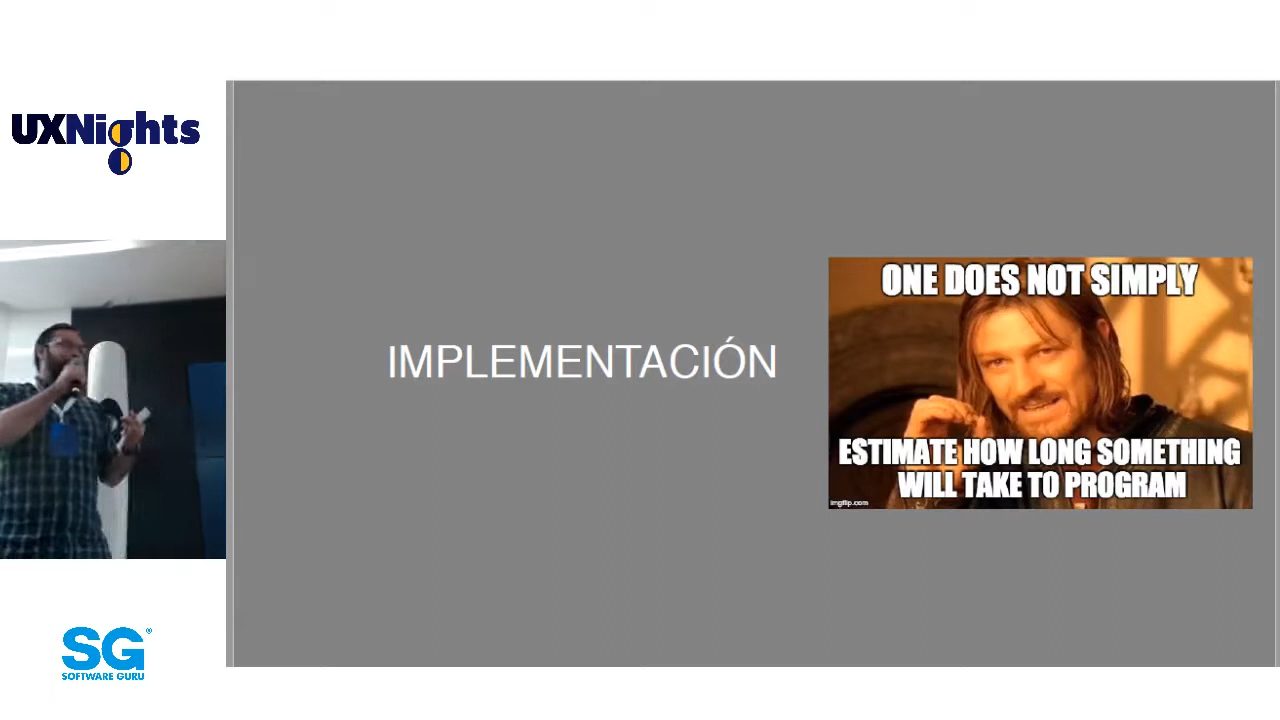 UXNights
IMPLEMENTACIÓN
ONE DOES NOT SIMPLY
ESTIMATE HOW LONG SOMETHING
WILL TAKE TO PROGRAM
imgflip.com
SG®
SOFTWARE GURU